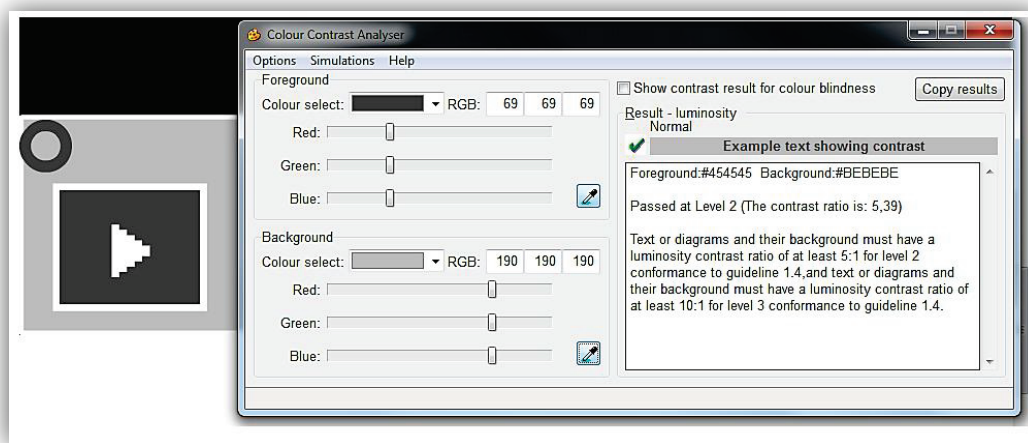 Colour Contrast Analyser
Options Simulations Help
Foreground
Colour select: RGB: 69 69 69
Red:
Green:
Blue:
Background
Colour select: RGB: 190 190 190
Red:
Green:
Blue:
Show contrast result for colour blindness
Copy results
Result - luminosity
Normal
Example text showing contrast
Foreground:#454545 Background:#BEBEBE
Passed at Level 2 (The contrast ratio is: 5,39)
Text or diagrams and their background must have a
luminosity contrast ratio of at least 5:1 for level 2
conformance to guideline 1.4,and text or diagrams and
their background must have a luminosity contrast ratio of
at least 10:1 for level 3 conformance to guideline 1.4.